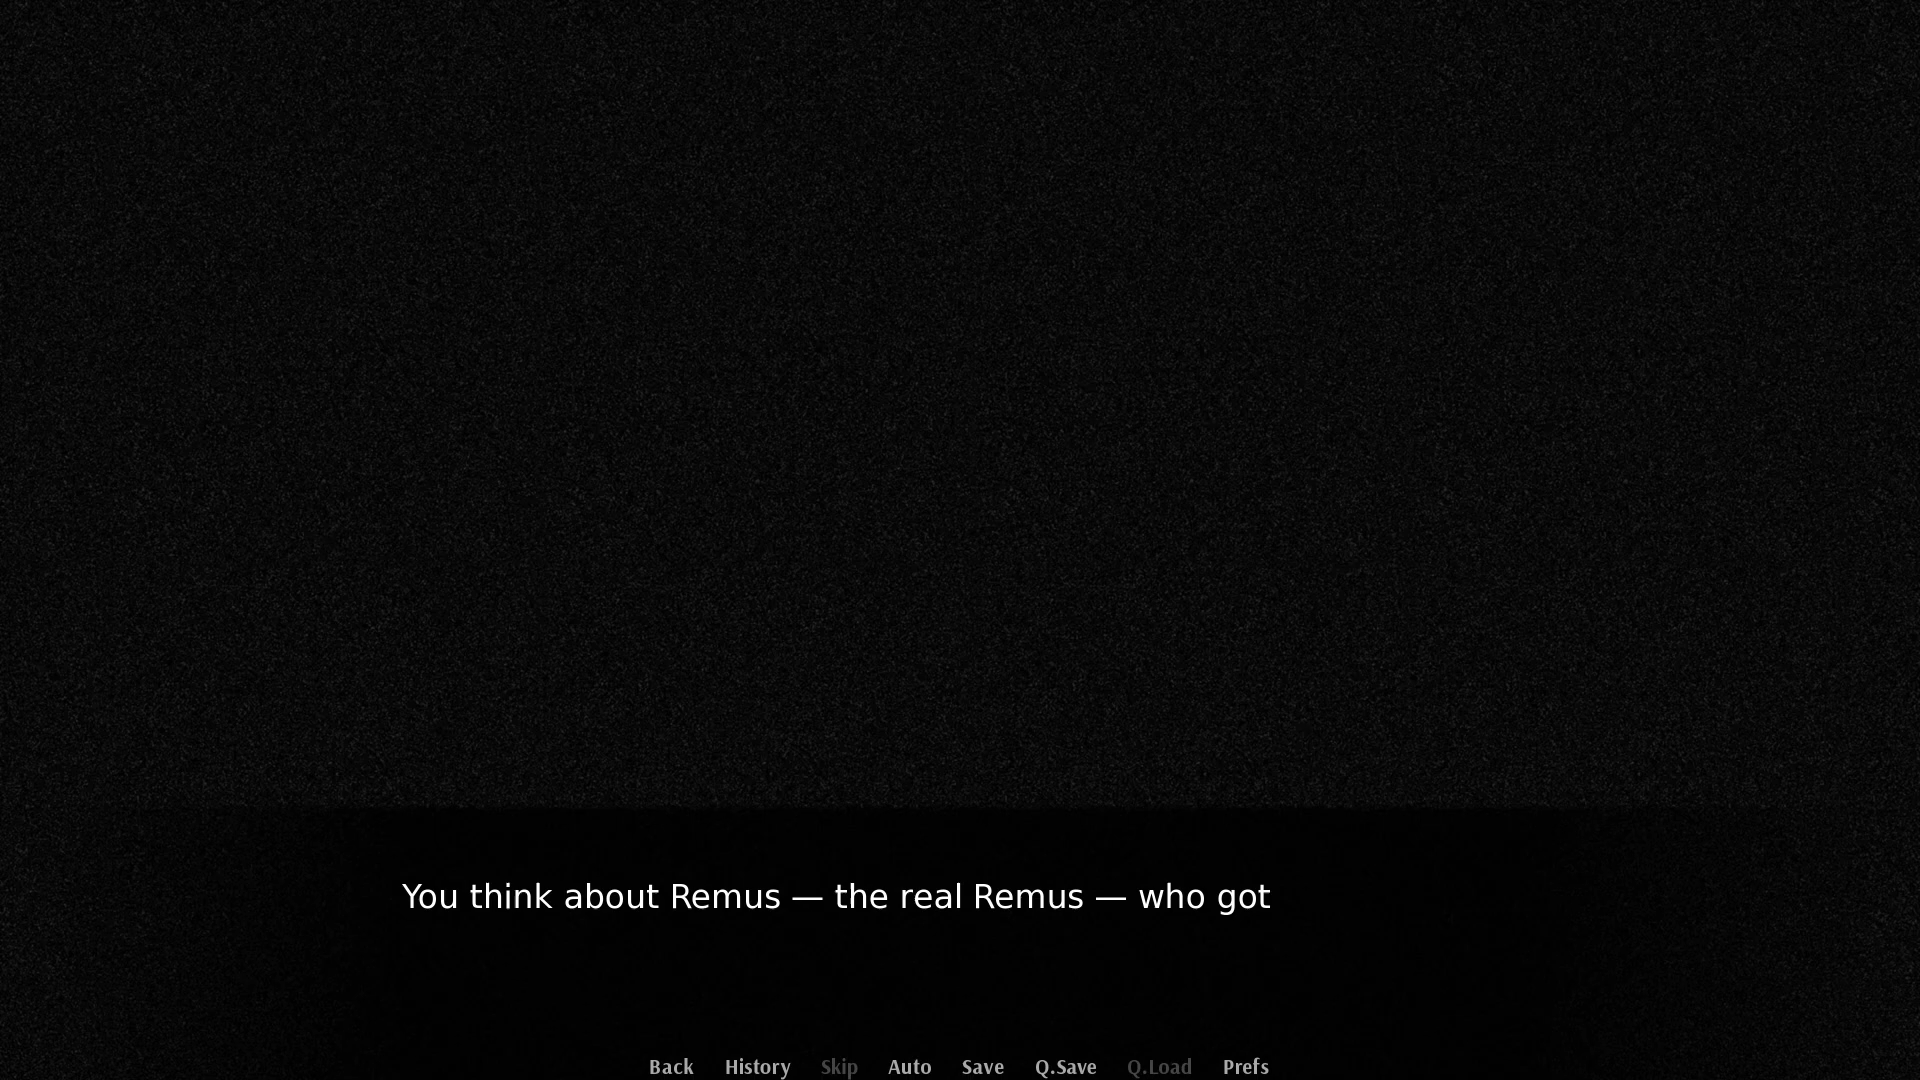 You think about Remus — the real Remus — who got
Back History Skip Auto Save Q.Save Q.Load Prefs